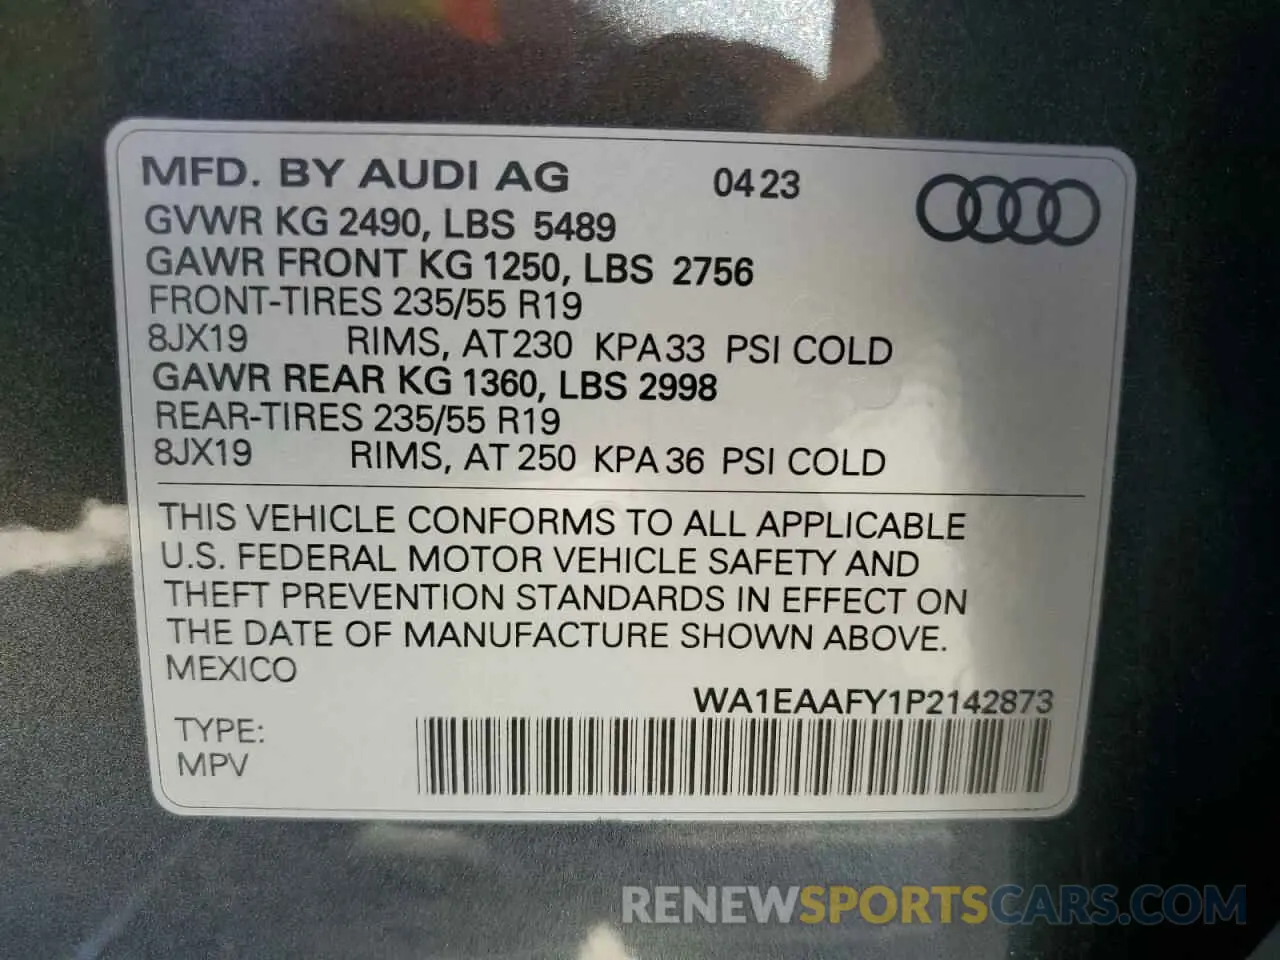 MFD. BY AUDI AG 0423
GVWR KG 2490, LBS 5489
GAWR FRONT KG 1250, LBS 2756
FRONT-TIRES 235/55 R19
8JX19 RIMS, AT 230 KPA 33 PSI COLD
GAWR REAR KG 1360, LBS 2998
REAR-TIRES 235/55 R19
8JX19 RIMS, AT 250 KPA 36 PSI COLD
THIS VEHICLE CONFORMS TO ALL APPLICABLE
U.S. FEDERAL MOTOR VEHICLE SAFETY AND
THEFT PREVENTION STANDARDS IN EFFECT ON
THE DATE OF MANUFACTURE SHOWN ABOVE.
MEXICO
WA1EAAFY1P2142873
TYPE:
MPV
RENEWSPORTSCARS.COM